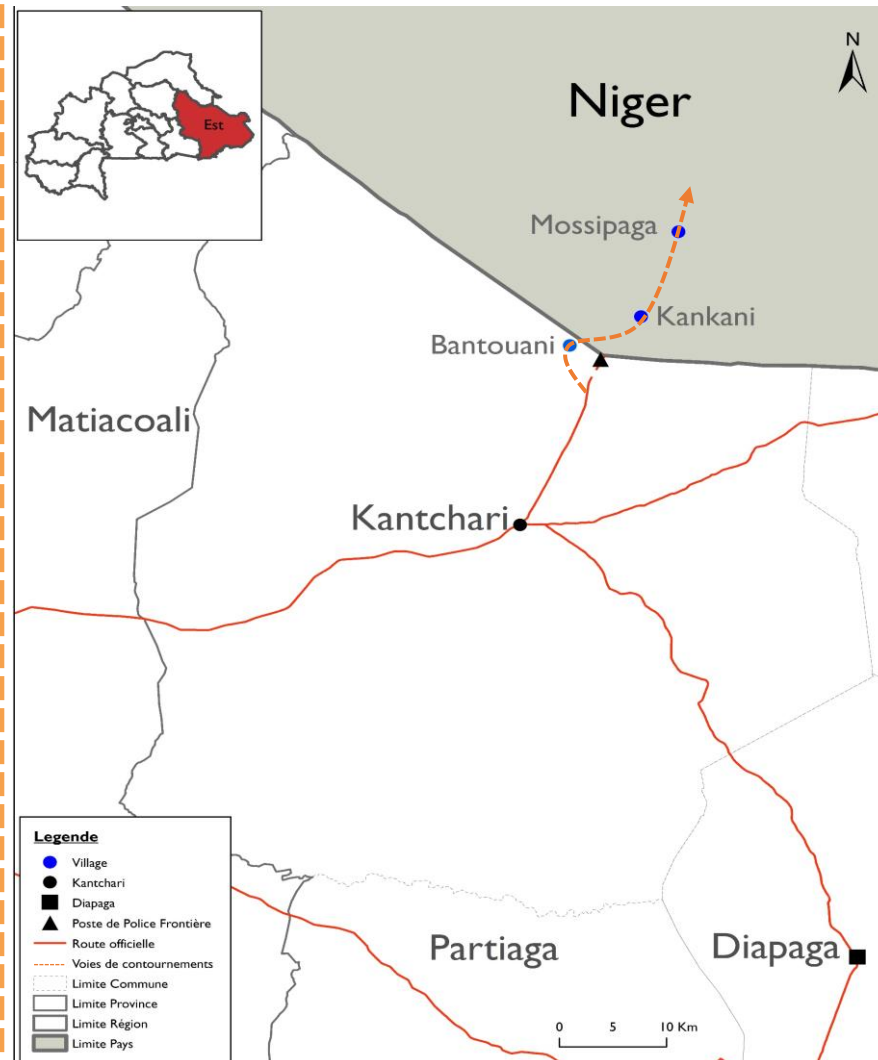 Est
N
Niger
Mossipaga
Kankani
Bantouani
Matiacoali
Kantchari
Legende
Village
Kantchari
Diapaga
Poste de Police Frontière
Route officielle
Voies de contournements
Limite Commune
Limite Province
Limite Région
Limite Pays
Partiaga
Diapaga
0 5 10 Km